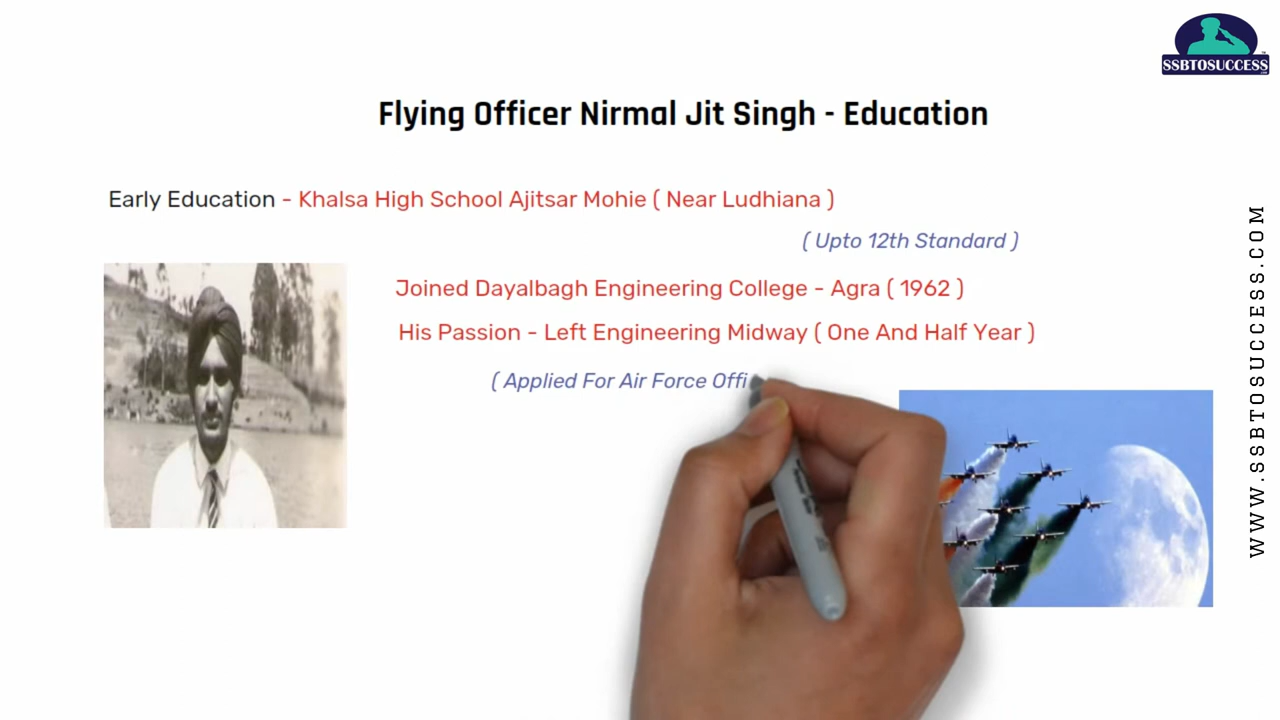 SSBTOSUCCESS
Flying Officer Nirmal Jit Singh - Education
Early Education - Khalsa High School Ajitsar Mohie ( Near Ludhiana )
( Upto 12th Standard )
Joined Dayalbagh Engineering College - Agra ( 1962 )
His Passion - Left Engineering Midway ( One And Half Year )
( Applied For Air Force Offi
WWW.SSBTOSUCCESS.COM